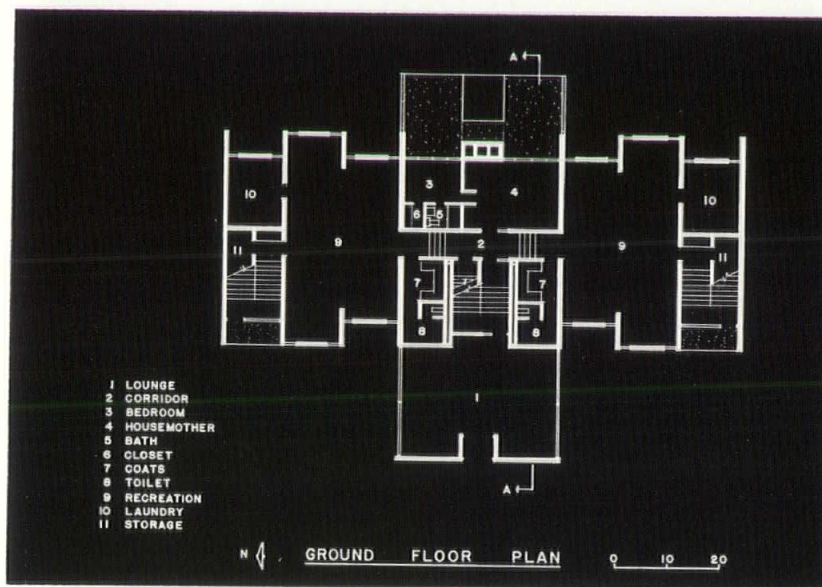 A
3
4
10
10
6
5
11
9
2
9
11
7
7
8
8
1
A
1 LOUNGE
2 CORRIDOR
3 BEDROOM
4 HOUSEMOTHER
5 BATH
6 CLOSET
7 COATS
8 TOILET
9 RECREATION
10 LAUNDRY
11 STORAGE
N GROUND FLOOR PLAN 0 10 20